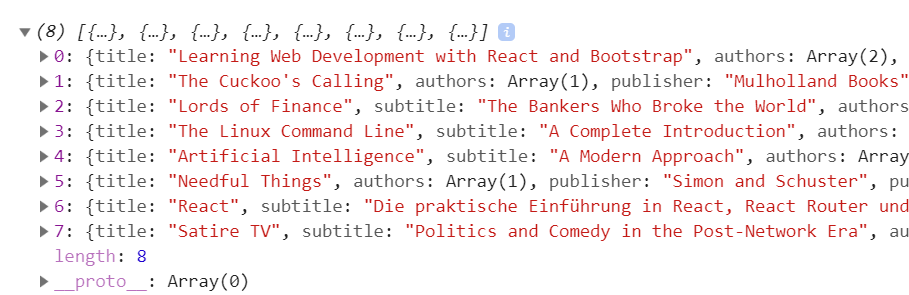 (8) [{…}, {…}, {…}, {…}, {…}, {…}, {…}, {…}] i
0: {title: "Learning Web Development with React and Bootstrap", authors: Array(2),
1: {title: "The Cuckoo's Calling", authors: Array(1), publisher: "Mulholland Books"
2: {title: "Lords of Finance", subtitle: "The Bankers Who Broke the World", authors
3: {title: "The Linux Command Line", subtitle: "A Complete Introduction", authors:
4: {title: "Artificial Intelligence", subtitle: "A Modern Approach", authors: Array
5: {title: "Needful Things", authors: Array(1), publisher: "Simon and Schuster", pu
6: {title: "React", subtitle: "Die praktische Einführung in React, React Router und
7: {title: "Satire TV", subtitle: "Politics and Comedy in the Post-Network Era", au
length: 8
__proto__: Array(0)